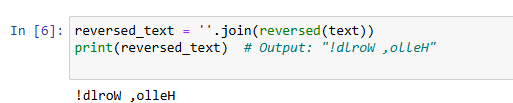 In [6]: reversed_text = ''.join(reversed(text))
print(reversed_text)  # Output: "!dlroW ,olleH"
!dlroW ,olleH